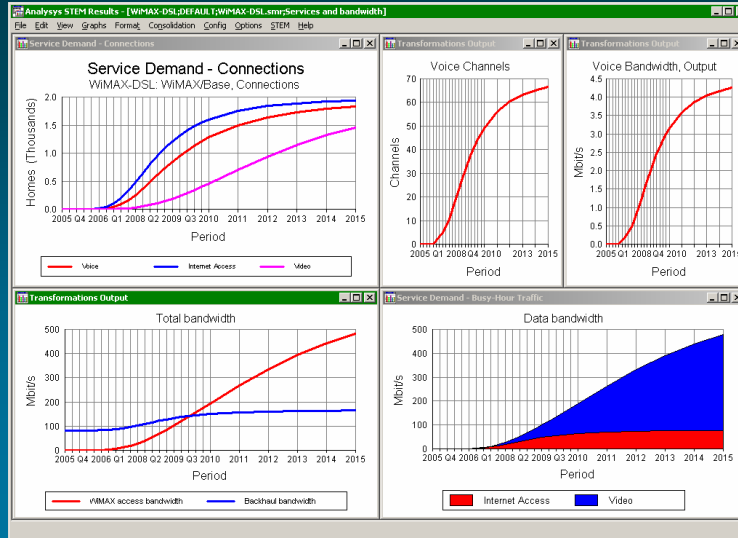 Analysys STEM Results - [WiMAX-DSL;DEFAULT;WiMAX-DSL.smr;Services and bandwidth]
File Edit View Graphs Format Consolidation Config Options STEM Help
Service Demand - Connections
Service Demand - Connections
WiMAX-DSL: WiMAX/Base, Connections
Homes (Thousands)
2.0
1.5
1.0
0.5
0.0
2005 Q4 2006 Q1 2008 Q2 2009 Q3 2010 2011 2012 2013 2014 2015
Period
Voice Internet Access Video
Transformations Output
Voice Channels
Channels
70
60
50
40
30
20
10
0
2005 Q1 2008 Q4 2010 2013 2015
Period
Transformations Output
Voice Bandwidth, Output
Mbit/s
4.5
4.0
3.5
3.0
2.5
2.0
1.5
1.0
0.5
0.0
2005 Q1 2008 Q4 2010 2013 201
Period
Transformations Output
Total bandwidth
Mbit/s
500
400
300
200
100
0
2005 Q4 2006 Q1 2008 Q2 2009 Q3 2010 2011 2012 2013 2014 2015
Period
WiMAX access bandwidth Backhaul bandwidth
Service Demand - Busy-Hour Traffic
Data bandwidth
Mbit/s
500
400
300
200
100
0
2005 Q4 2006 Q1 2008 Q2 2009 Q3 2010 2011 2012 2013 2014 2015
Period
Internet Access Video